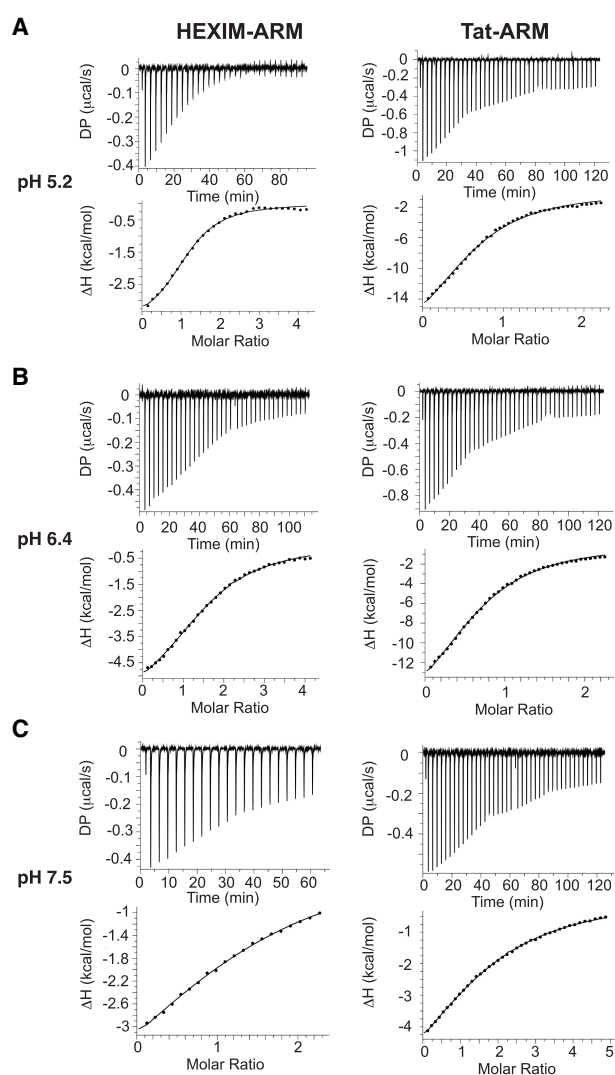 A
HEXIM-ARM
Tat-ARM
pH 5.2
DP (μcal/s)
0
-0.1
-0.2
-0.3
-0.4
0 20 40 60 80
Time (min)
ΔH (kcal/mol)
-0.5
-1.5
-2.5
0 1 2 3 4
Molar Ratio
DP (μcal/s)
0
-0.2
-0.4
-0.6
-0.8
-1
0 20 40 60 80 100 120
Time (min)
ΔH (kcal/mol)
-2
-6
-10
-14
0 1 2
Molar Ratio
B
pH 6.4
DP (μcal/s)
0
-0.1
-0.2
-0.3
-0.4
0 20 40 60 80 100
Time (min)
ΔH (kcal/mol)
-0.5
-1.5
-2.5
-3.5
-4.5
0 1 2 3 4
Molar Ratio
DP (μcal/s)
0
-0.2
-0.4
-0.6
-0.8
0 20 40 60 80 100 120
Time (min)
ΔH (kcal/mol)
-2
-4
-6
-8
-10
-12
0 1 2
Molar Ratio
C
pH 7.5
DP (μcal/s)
0
-0.1
-0.2
-0.3
-0.4
0 10 20 30 40 50 60
Time (min)
ΔH (kcal/mol)
-1
-1.4
-1.8
-2.2
-2.6
-3
0 1 2
Molar Ratio
DP (μcal/s)
0
-0.2
-0.4
0 20 40 60 80 100 120
Time (min)
ΔH (kcal/mol)
-1
-2
-3
-4
0 1 2 3 4 5
Molar Ratio